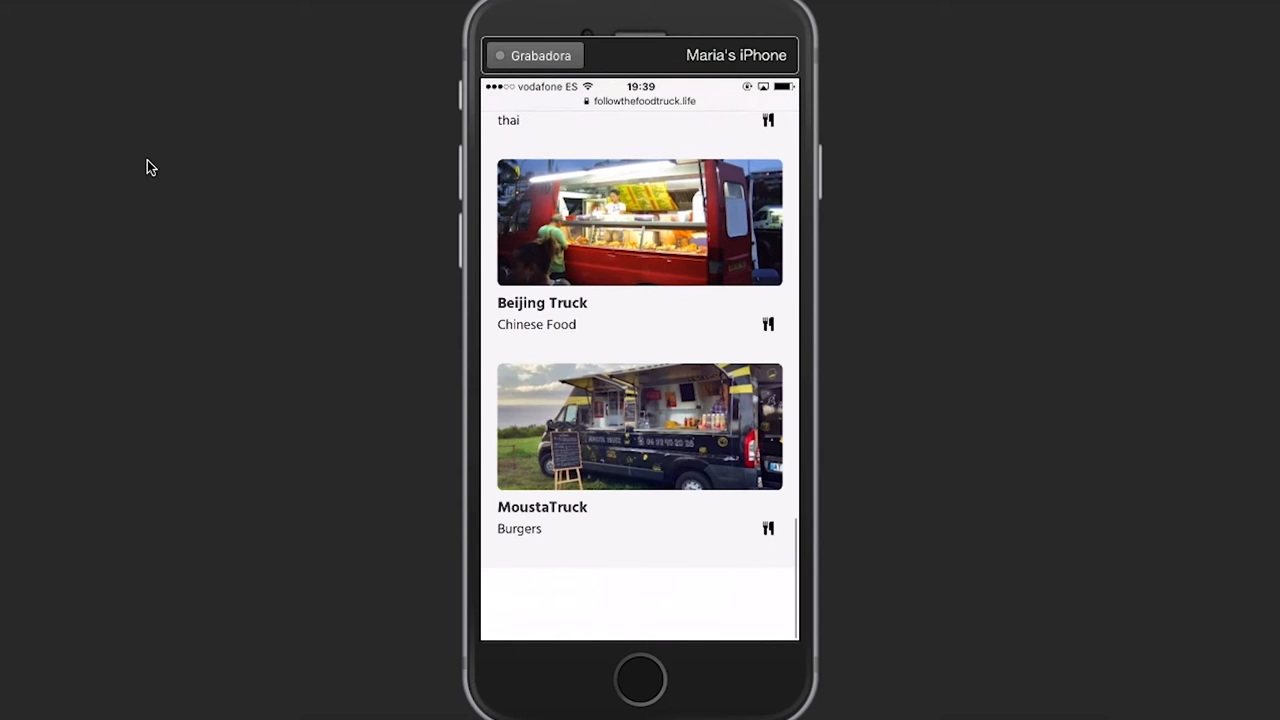 Grabadora
Maria's iPhone
vodafone ES
19:39
followthefoodtruck.life
thai
Beijing Truck
Chinese Food
MoustaTruck
Burgers